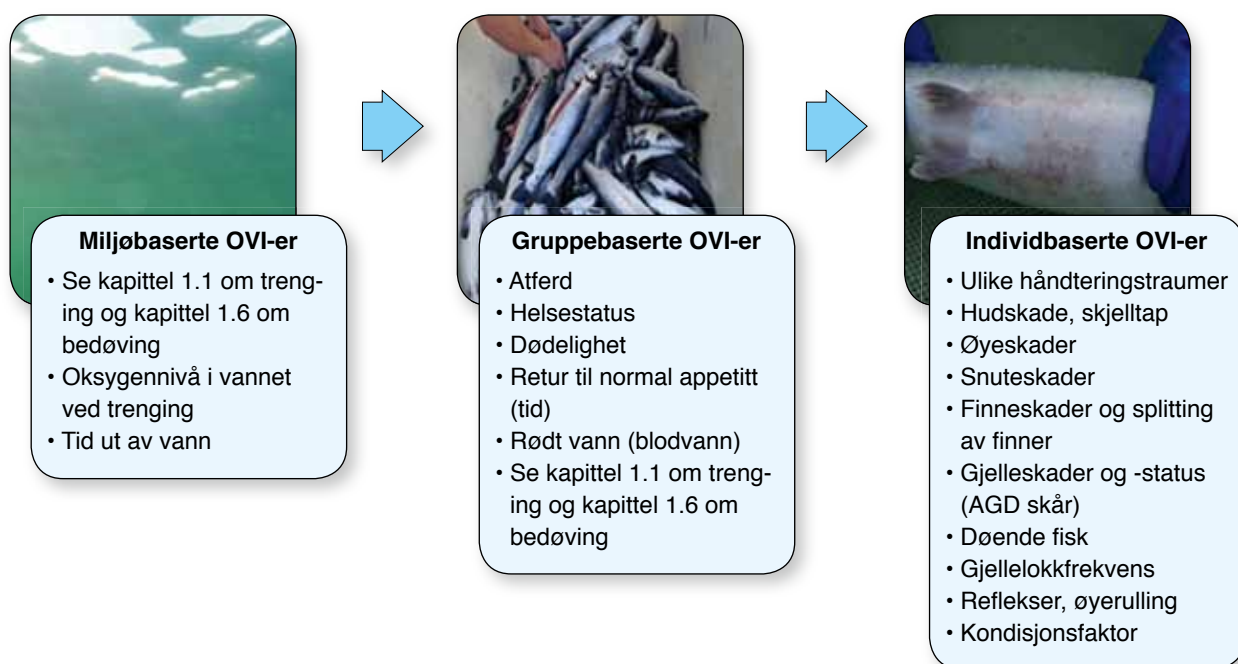 Miljøbaserte OVI-er
• Se kapittel 1.1 om treng-
ing og kapittel 1.6 om
bedøving
• Oksygennivå i vannet
ved trenging
• Tid ut av vann
Gruppebaserte OVI-er
• Atferd
• Helsestatus
• Dødelighet
• Retur til normal appetitt
(tid)
• Rødt vann (blodvann)
• Se kapittel 1.1 om treng-
ing og kapittel 1.6 om
bedøving
Individbaserte OVI-er
• Ulike håndteringstraumer
• Hudskade, skjelltap
• Øyeskader
• Snuteskader
• Finneskader og splitting
av finner
• Gjelleskader og -status
(AGD skår)
• Døende fisk
• Gjellelokkfrekvens
• Reflekser, øyerulling
• Kondisjonsfaktor